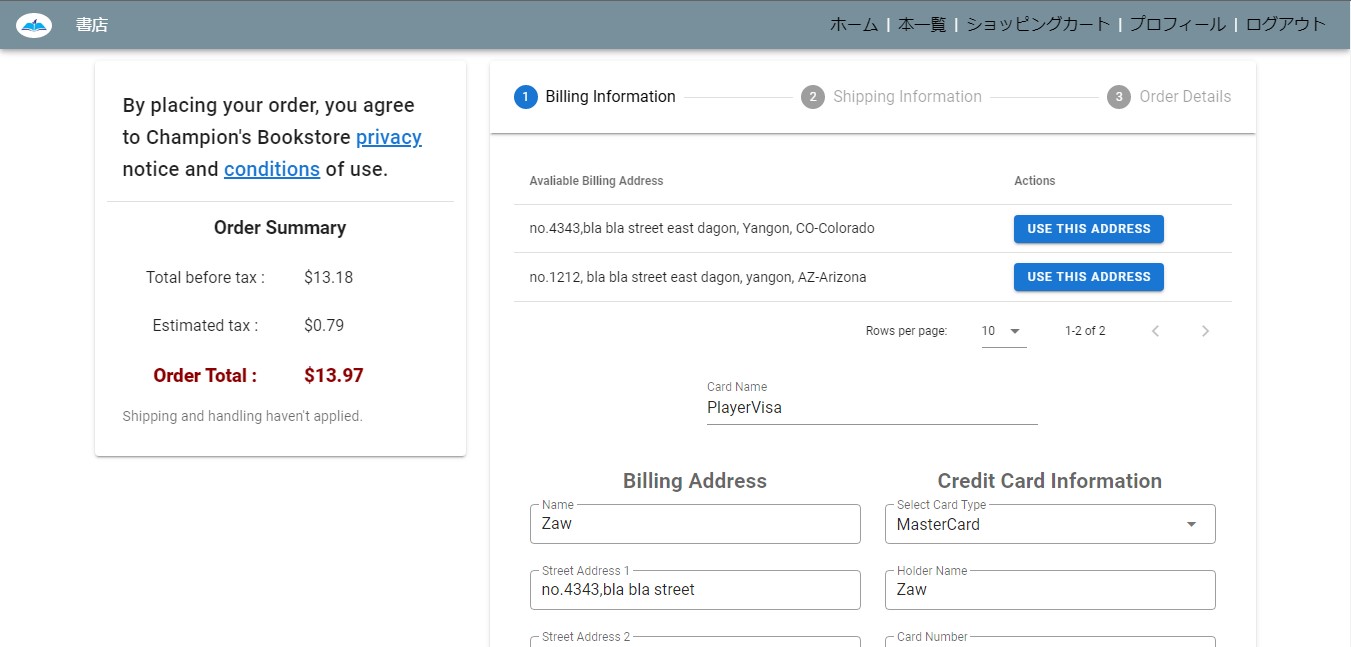 書店
ホーム | 本一覧 | ショッピングカート | プロフィール | ログアウト
By placing your order, you agree
to Champion's Bookstore privacy
notice and conditions of use.
Order Summary
Total before tax : $13.18
Estimated tax : $0.79
Order Total : $13.97
Shipping and handling haven't applied.
1 Billing Information
2 Shipping Information
3 Order Details
Avaliable Billing Address Actions
no.4343,bla bla street east dagon, Yangon, CO-Colorado USE THIS ADDRESS
no.1212, bla bla street east dagon, yangon, AZ-Arizona USE THIS ADDRESS
Rows per page: 10 1-2 of 2
Card Name
PlayerVisa
Billing Address
Name
Zaw
Street Address 1
no.4343,bla bla street
Street Address 2
Credit Card Information
Select Card Type
MasterCard
Holder Name
Zaw
Card Number